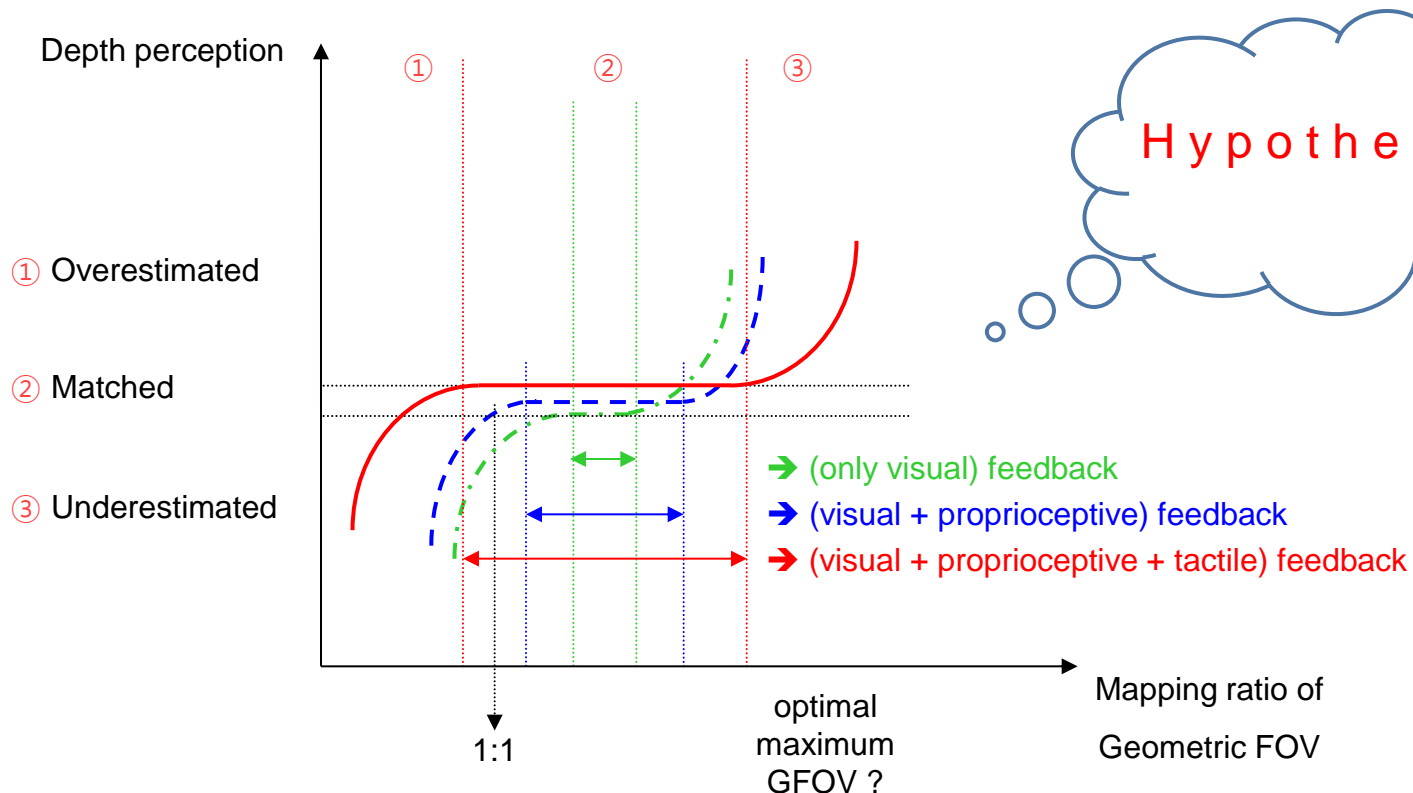 Depth perception
① ② ③
H y p o t h e
① Overestimated
② Matched
③ Underestimated
➔ (only visual) feedback
➔ (visual + proprioceptive) feedback
➔ (visual + proprioceptive + tactile) feedback
1:1
optimal
maximum
GFOV ?
Mapping ratio of
Geometric FOV